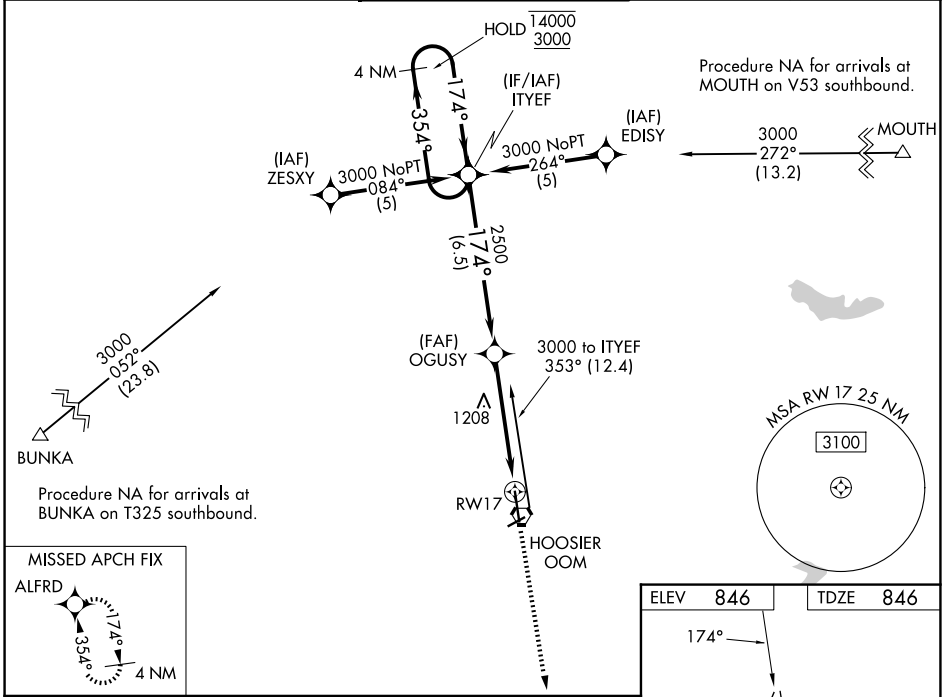 HOLD 14000
3000
4 NM
174°
354°
(IF/IAF)
ITYEF
Procedure NA for arrivals at
MOUTH on V53 southbound.
(IAF)
EDISY
3000
272°
(13.2)
MOUTH
(IAF)
ZESXY
3000 NoPT
084°
(5)
3000 NoPT
264°
(5)
2500
174°
(6.5)
3000
052°
(23.8)
BUNKA
Procedure NA for arrivals at
BUNKA on T325 southbound.
(FAF)
OGUSY
3000 to ITYEF
353° (12.4)
1208
RW17
HOOSIER
OOM
MSA RW 17 25 NM
3100
MISSED APCH FIX
ALFRD
174°
354°
4 NM
ELEV 846
TDZE 846
174°